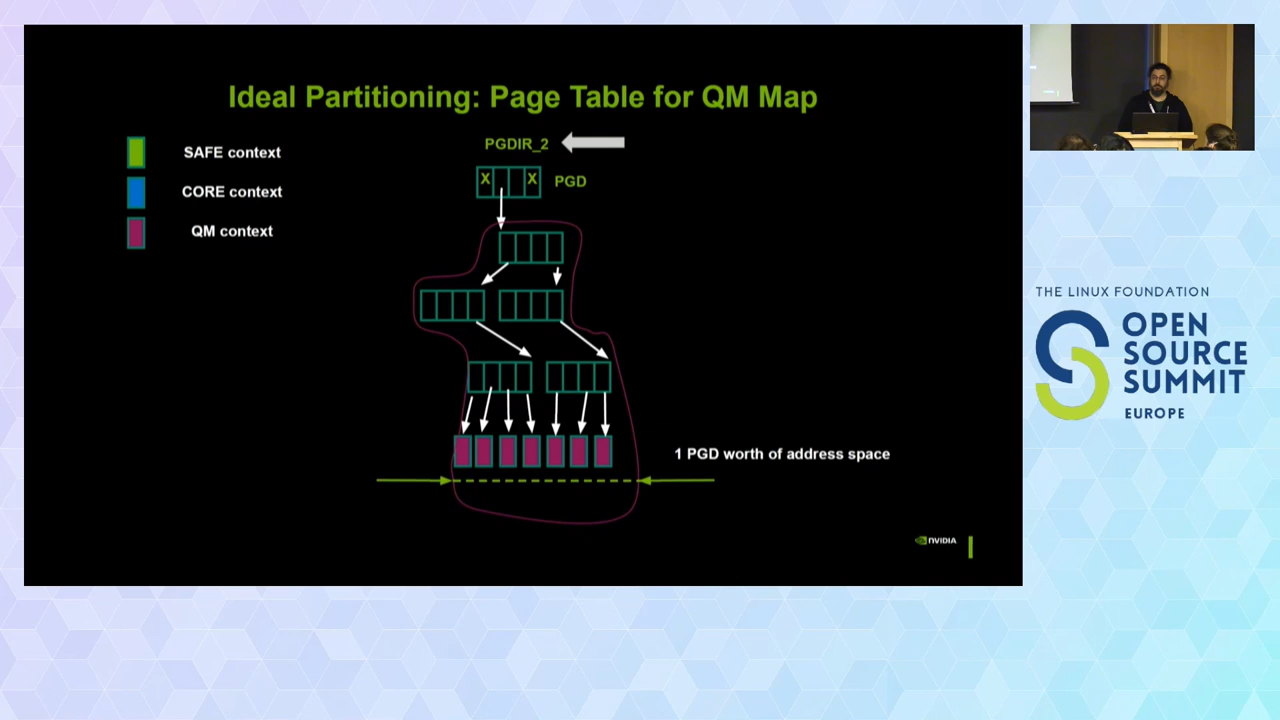 Ideal Partitioning: Page Table for QM Map
SAFE context
CORE context
QM context
PGDIR_2
X X PGD
1 PGD worth of address space
NVIDIA
THE LINUX FOUNDATION
OPEN
SOURCE
SUMMIT
EUROPE